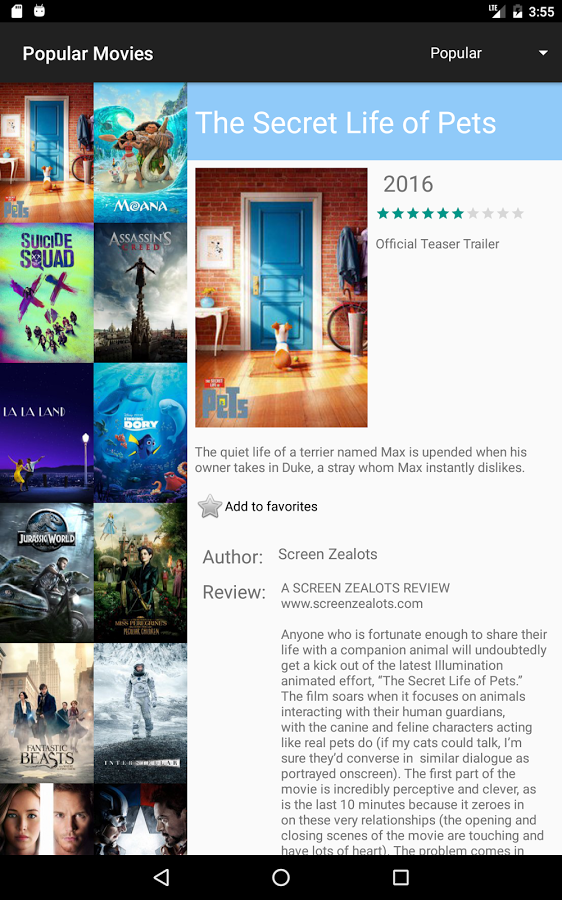 LTE 3:55
Popular Movies
Popular
PETS
MOANA
SUICIDE
SQUAD
ASSASSIN'S
CREED
LA LA LAND
FINDING
DORY
JURASSIC WORLD
MISS PEREGRINE'S
PECULIAR CHILDREN
FANTASTIC
BEASTS
INTERSTELLAR
The Secret Life of Pets
THE SECRET
LIFE OF
PETS
2016
Official Teaser Trailer
The quiet life of a terrier named Max is upended when his
owner takes in Duke, a stray whom Max instantly dislikes.
Add to favorites
Author: Screen Zealots
Review: A SCREEN ZEALOTS REVIEW
www.screenzealots.com
Anyone who is fortunate enough to share their
life with a companion animal will undoubtedly
get a kick out of the latest Illumination
animated effort, “The Secret Life of Pets.”
The film soars when it focuses on animals
interacting with their human guardians,
with the canine and feline characters acting
like real pets do (if my cats could talk, I’m
sure they’d converse in  similar dialogue as
portrayed onscreen). The first part of the
movie is incredibly perceptive and clever, as
is the last 10 minutes because it zeroes in
on these very relationships (the opening and
closing scenes of the movie are touching and
have lots of heart). The problem comes in